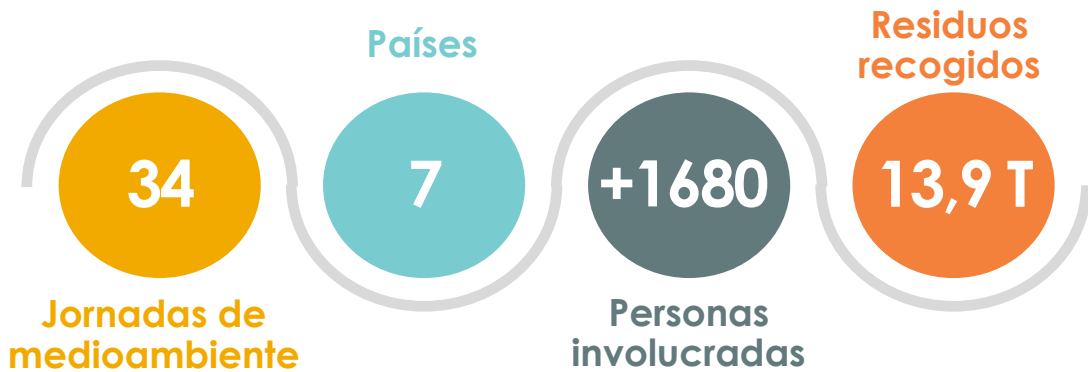 34
Jornadas de
medioambiente
Países
7
+1680
Personas
involucradas
Residuos
recogidos
13,9 T